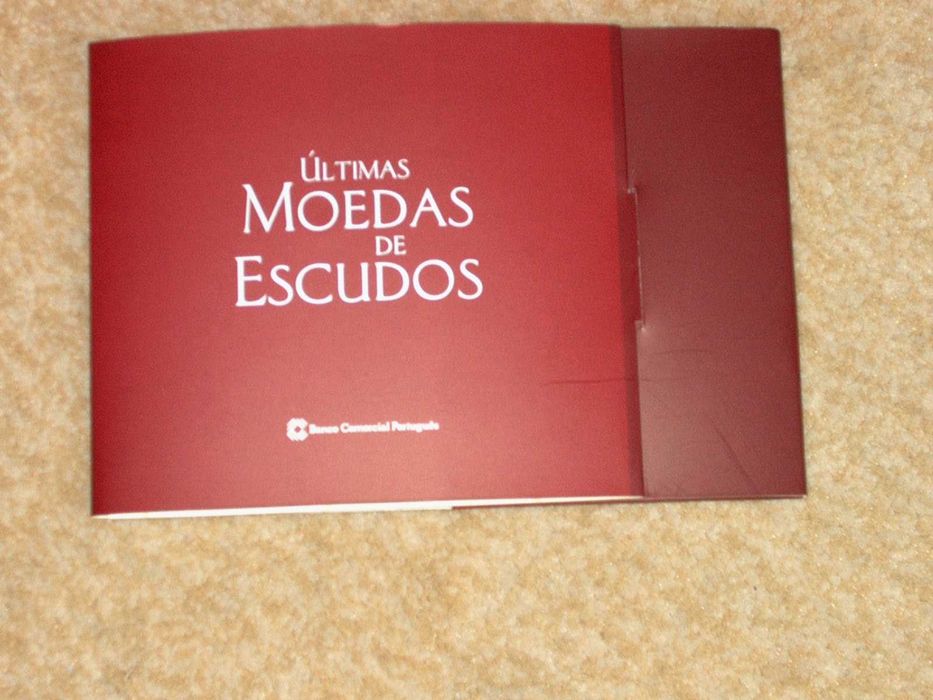 ÚLTIMAS
MOEDAS
DE
ESCUDOS
Banco Comercial Português